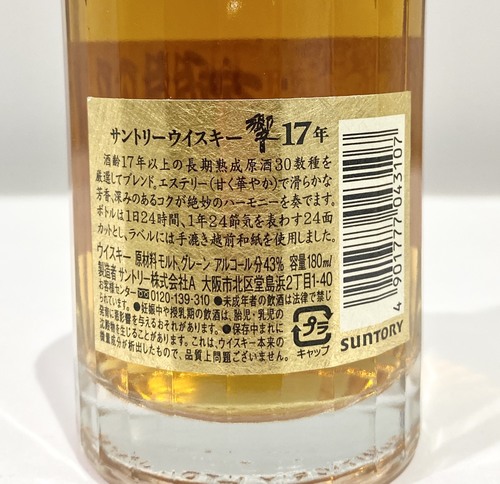 サントリーウイスキー 響 17年
酒齢17年以上の長期熟成原酒30数種を
厳選してブレンド。エステリー(甘く華やか)で滑らかな
芳香、深みのあるコクが絶妙のハーモニーを奏でます。
ボトルは1日24時間、1年24節気を表わす24面
カットとし、ラベルには手漉き越前和紙を使用しました。
ウイスキー 原材料モルト、グレーン アルコール分43% 容量180ml
製造者 サントリー株式会社A 大阪市北区堂島浜2丁目1-40
お客様センター 0120-139-310 ●未成年者の飲酒は法律で禁じ
られています。●妊娠中や授乳期の飲酒は、胎児・乳児の
発育に悪影響を与えるおそれがあります。●保存中まれに
沈殿物を生じることがあります。これは、ウイスキー本来の
微量成分が析出したもので、品質上問題ございません。
プラ
キャップ
4 901777 043107
SUNTORY